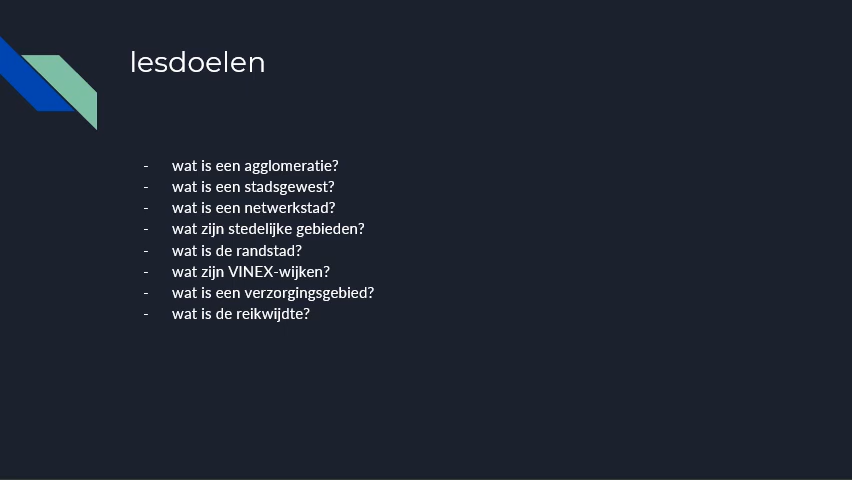 lesdoelen
- wat is een agglomeratie?
- wat is een stadsgewest?
- wat is een netwerkstad?
- wat zijn stedelijke gebieden?
- wat is de randstad?
- wat zijn VINEX-wijken?
- wat is een verzorgingsgebied?
- wat is de reikwijdte?